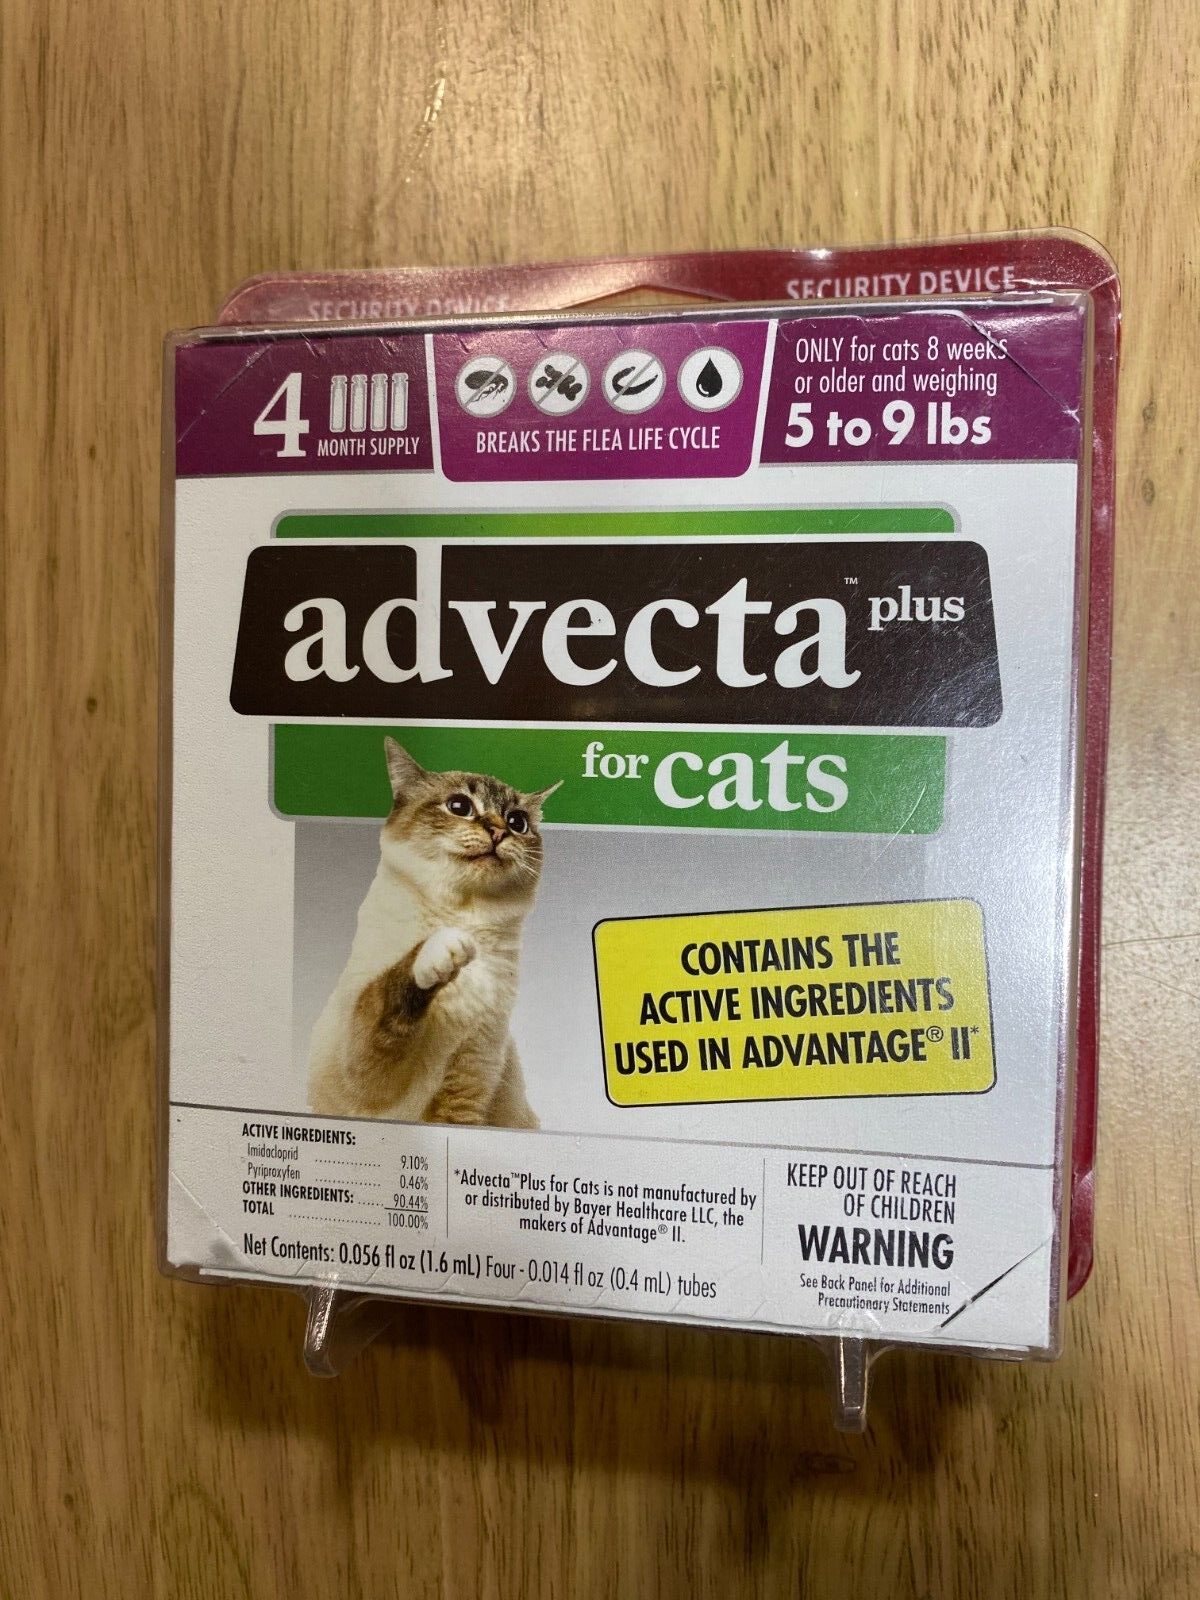 SECURITY DEVICE
SECURITY DEVICE
4
MONTH SUPPLY
BREAKS THE FLEA LIFE CYCLE
ONLY for cats 8 weeks
or older and weighing
5 to 9 lbs
advecta™ plus
for cats
CONTAINS THE
ACTIVE INGREDIENTS
USED IN ADVANTAGE® II*
ACTIVE INGREDIENTS:
Imidacloprid .............. 9.10%
Pyriproxyfen .............. 0.46%
OTHER INGREDIENTS: ...... 90.44%
TOTAL .................... 100.00%
*Advecta™Plus for Cats is not manufactured by
or distributed by Bayer Healthcare LLC, the
makers of Advantage® II.
Net Contents: 0.056 fl oz (1.6 mL) Four - 0.014 fl oz (0.4 mL) tubes
KEEP OUT OF REACH
OF CHILDREN
WARNING
See Back Panel for Additional
Precautionary Statements